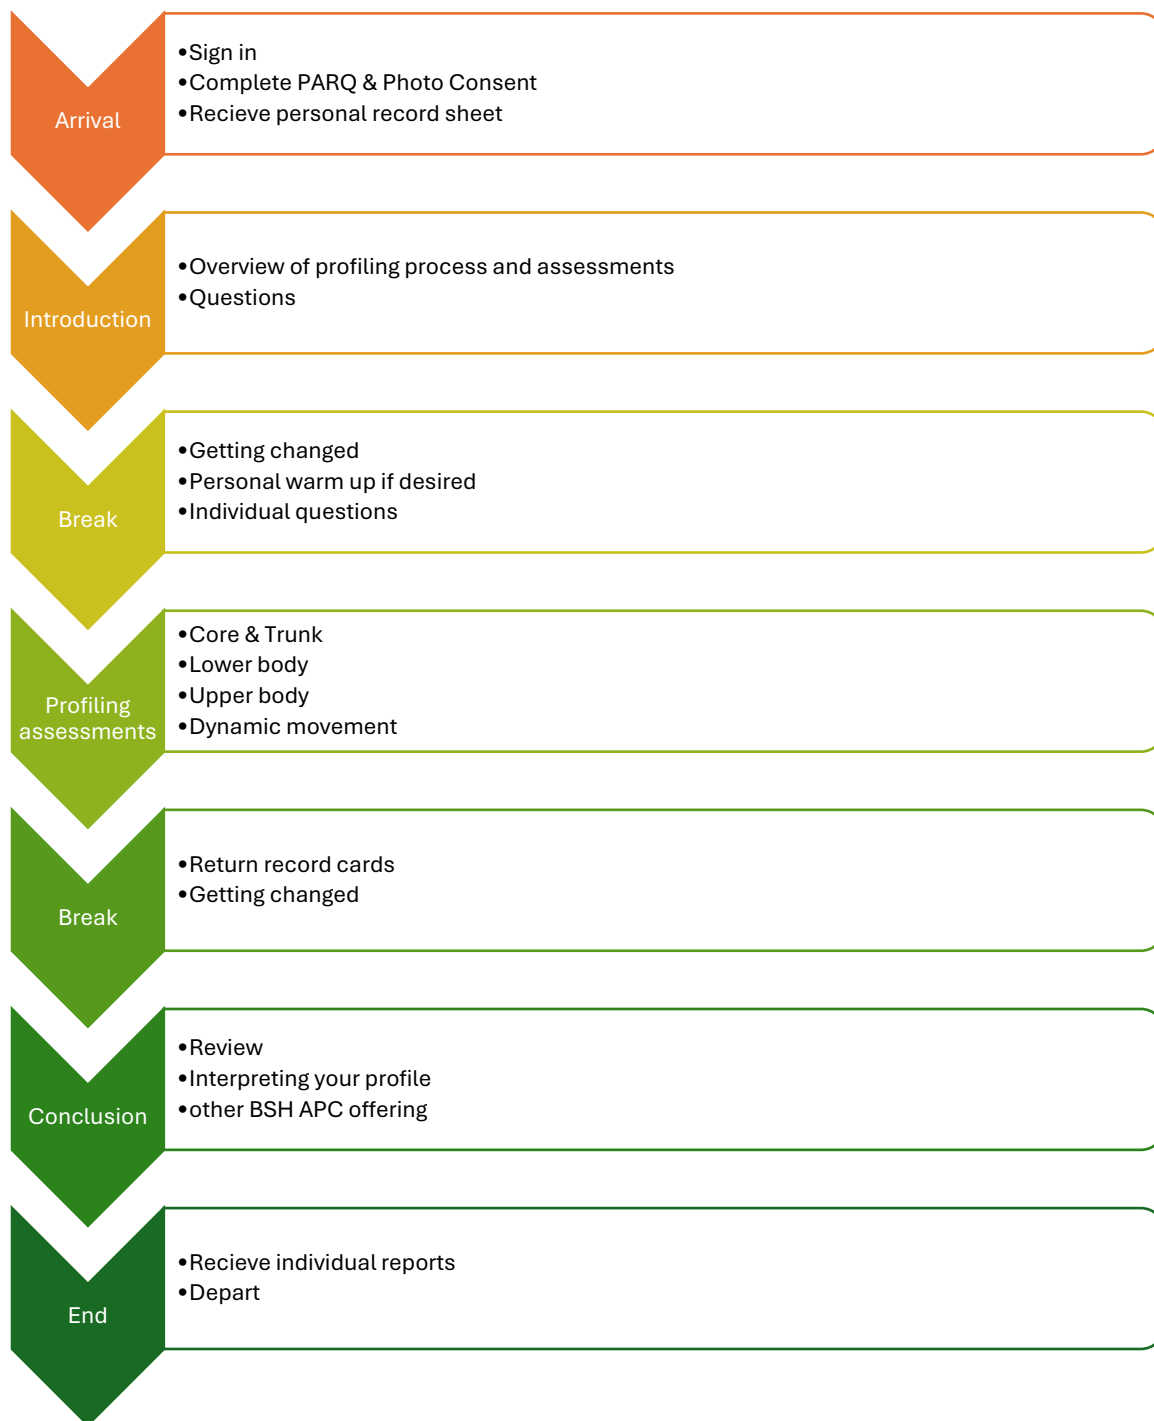 Arrival
•Sign in
•Complete PARQ & Photo Consent
•Recieve personal record sheet
Introduction
•Overview of profiling process and assessments
•Questions
Break
•Getting changed
•Personal warm up if desired
•Individual questions
Profiling
assessments
•Core & Trunk
•Lower body
•Upper body
•Dynamic movement
Break
•Return record cards
•Getting changed
Conclusion
•Review
•Interpreting your profile
•other BSH APC offering
End
•Recieve individual reports
•Depart